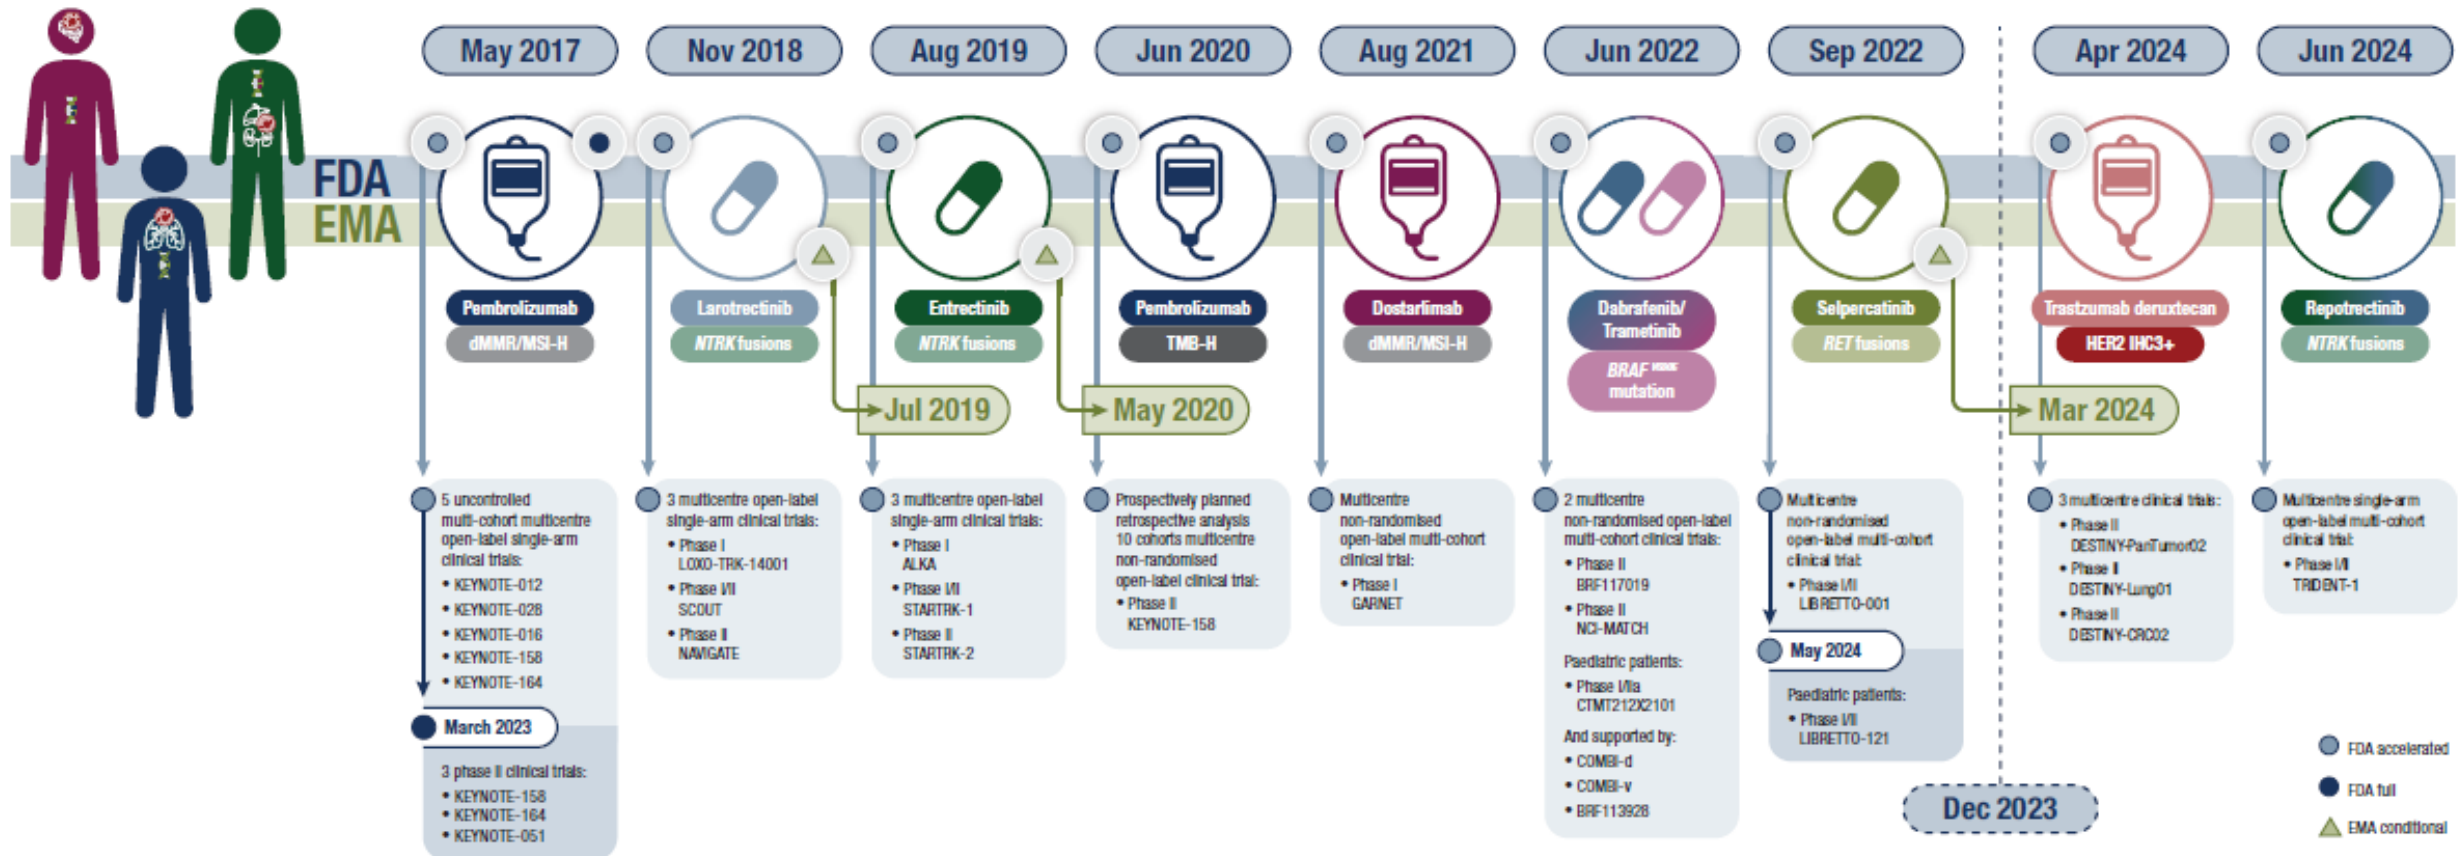 May 2017
Nov 2018
Aug 2019
Jun 2020
Aug 2021
Jun 2022
Sep 2022
Apr 2024
Jun 2024
FDA
EMA
Pembrolizumab
dMMR/MSI-H
Larotrectinib
NTRK fusions
Entrectinib
NTRK fusions
Pembrolizumab
TMB-H
Dostarlimab
dMMR/MSI-H
Dabrafenib/
Trametinib
BRAF
mutation
Selpercatinib
RET fusions
Trastzumab deruxtecan
HER2 IHC3+
Repotrectinib
NTRK fusions
Jul 2019
May 2020
Mar 2024
5 uncontrolled
multi-cohort multicentre
open-label single-arm
clinical trials:
• KEYNOTE-012
• KEYNOTE-028
• KEYNOTE-016
• KEYNOTE-158
• KEYNOTE-164
March 2023
3 phase II clinical trials:
• KEYNOTE-158
• KEYNOTE-164
• KEYNOTE-051
3 multicentre open-label
single-arm clinical trials:
• Phase I
LOXO-TRK-14001
• Phase I/II
SCOUT
• Phase II
NAVIGATE
3 multicentre open-label
single-arm clinical trials:
• Phase I
ALKA
• Phase I/II
STARTRK-1
• Phase II
STARTRK-2
Prospectively planned
retrospective analysis
10 cohorts multicentre
non-randomised
open-label clinical trial:
• Phase II
KEYNOTE-158
Multicentre
non-randomised
open-label multi-cohort
clinical trial:
• Phase I
GARNET
2 multicentre
non-randomised open-label
multi-cohort clinical trials:
• Phase II
BRF117019
• Phase II
NCI-MATCH
Paediatric patients:
• Phase I/IIa
CTMT212X2101
And supported by:
• COMBI-d
• COMBI-v
• BRF113928
Multicentre
non-randomised
open-label multi-cohort
clinical trial:
• Phase I/II
LIBRETTO-001
May 2024
Paediatric patients:
• Phase I/II
LIBRETTO-121
3 multicentre clinical trials:
• Phase II
DESTINY-PanTumor02
• Phase II
DESTINY-Lung01
• Phase II
DESTINY-CRC02
Multicentre single-arm
open-label multi-cohort
clinical trial:
• Phase I/II
TRIDENT-1
Dec 2023
FDA accelerated
FDA full
EMA conditional